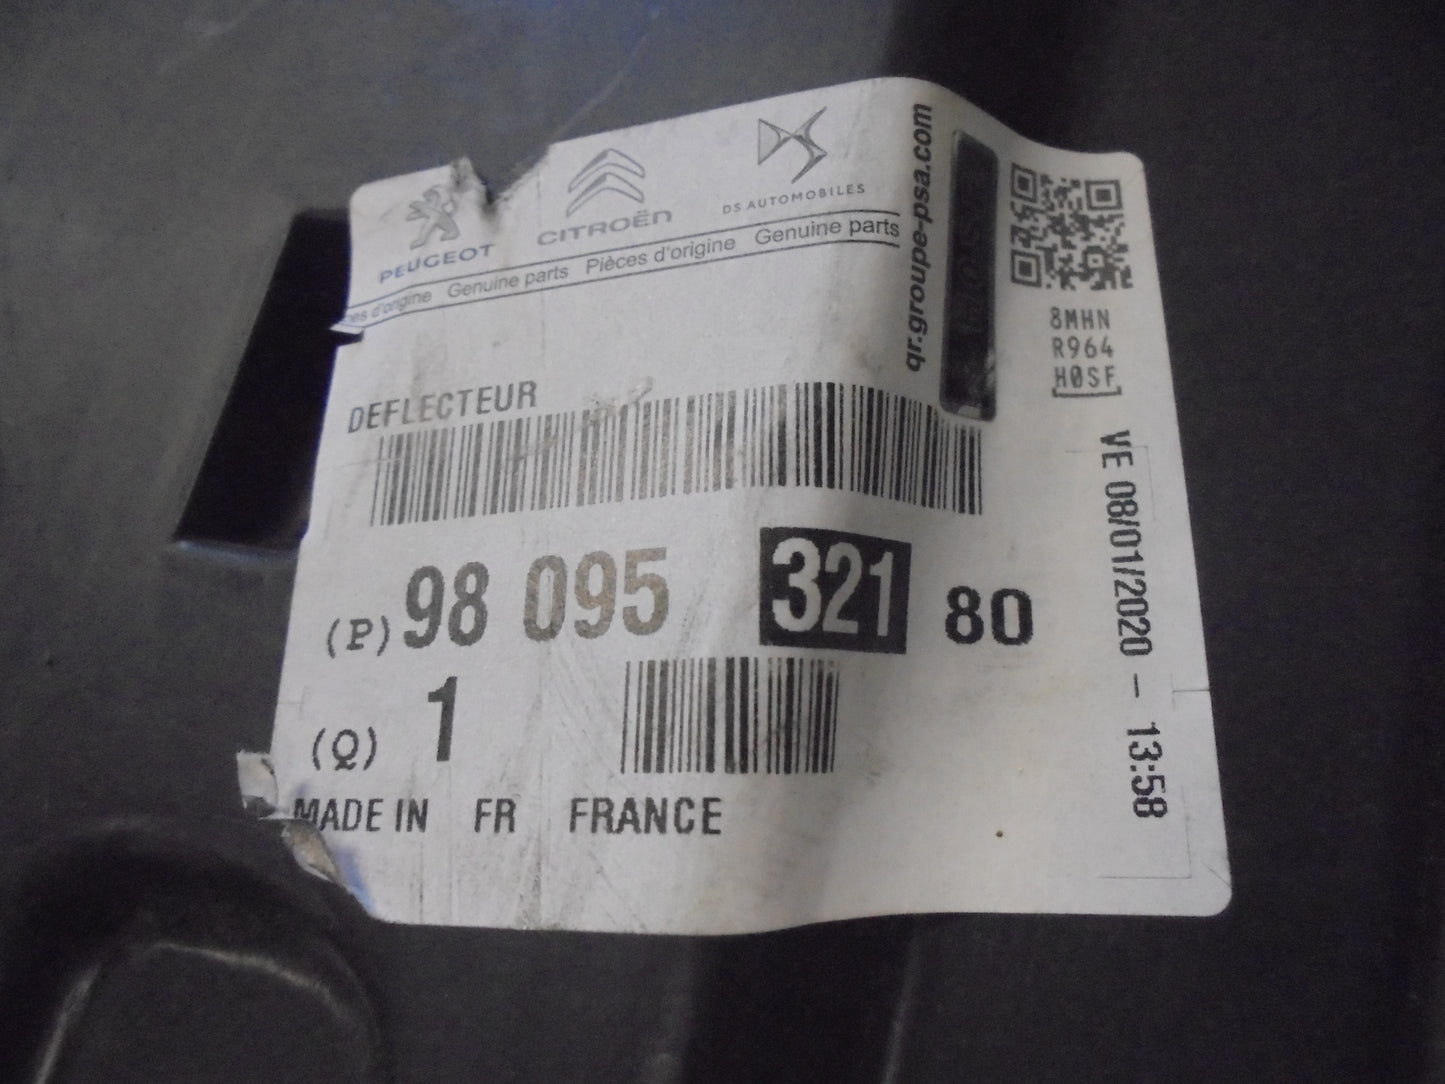 PEUGEOT
CITROËN
DS AUTOMOBILES
d'origine Genuine parts Pièces d'origine Genuine parts
qr.groupe-psa.com
8MHN
R964
H0SF
DEFLECTEUR
(P) 98 095 321 80
(Q) 1
MADE IN FR FRANCE
VE 08/01/2020 - 13:58